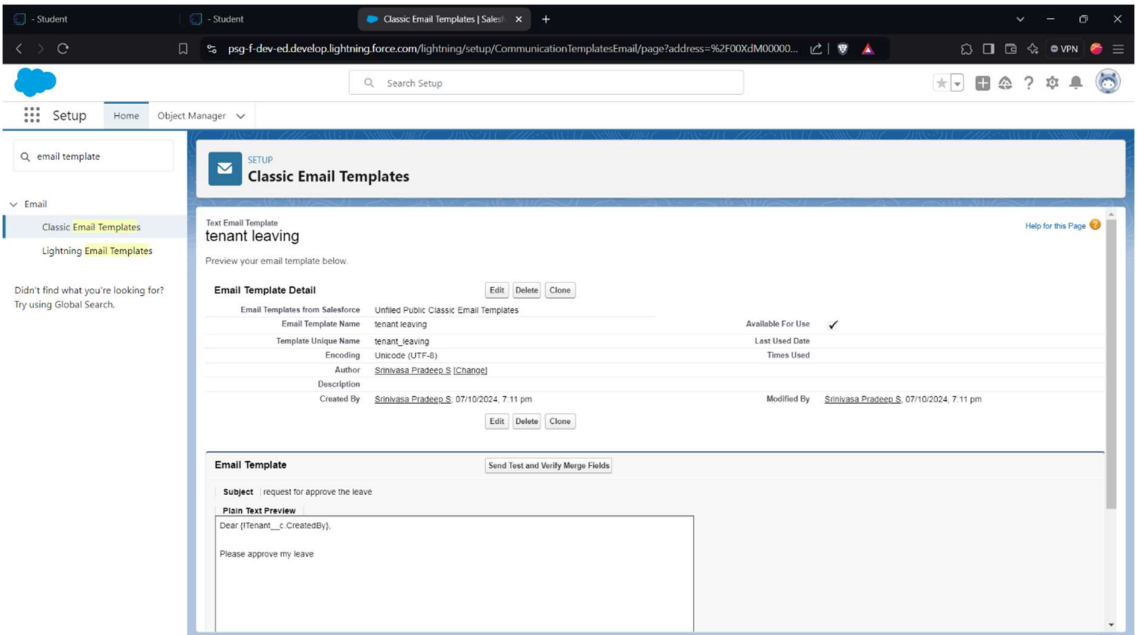 - Student
- Student
Classic Email Templates | Salesf
psg-f-dev-ed.develop.lightning.force.com/lightning/setup/CommunicationTemplatesEmail/page?address=%2F00XdM00000...
VPN
Search Setup
Setup
Home
Object Manager
email template
SETUP
Classic Email Templates
Email
Classic Email Templates
Lightning Email Templates
Didn't find what you're looking for?
Try using Global Search.
Text Email Template
tenant leaving
Help for this Page
Preview your email template below.
Email Template Detail
Edit Delete Clone
Email Templates from Salesforce Unfiled Public Classic Email Templates
Email Template Name tenant leaving Available For Use ✓
Template Unique Name tenant_leaving Last Used Date
Encoding Unicode (UTF-8) Times Used
Author Srinivasa Pradeep S [Change]
Description
Created By Srinivasa Pradeep S, 07/10/2024, 7:11 pm Modified By Srinivasa Pradeep S, 07/10/2024, 7:11 pm
Edit Delete Clone
Email Template Send Test and Verify Merge Fields
Subject request for approve the leave
Plain Text Preview
Dear {!Tenant__c.CreatedBy},
Please approve my leave